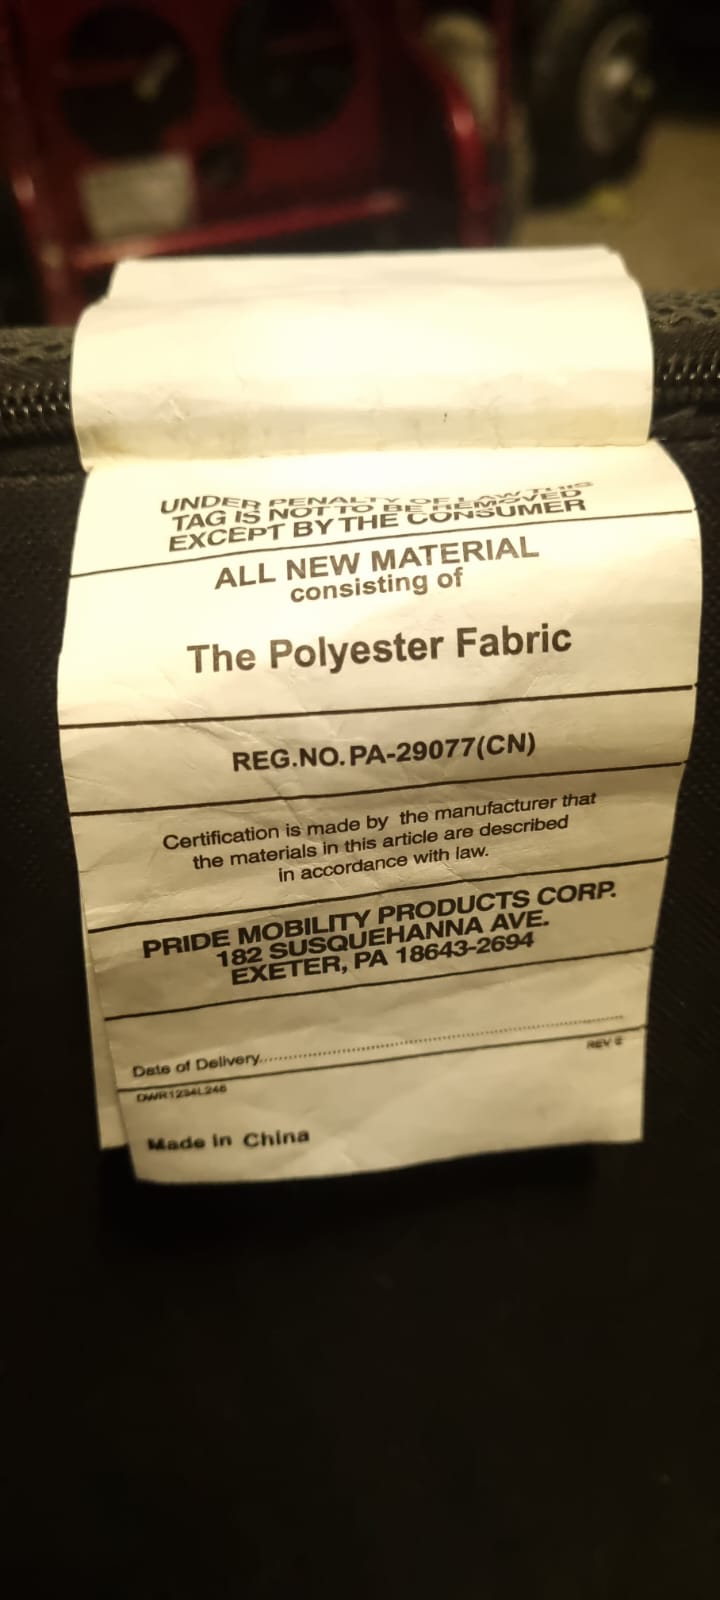 UNDER PENALTY OF LAW THIS
TAG IS NOT TO BE REMOVED
EXCEPT BY THE CONSUMER
ALL NEW MATERIAL
consisting of
The Polyester Fabric
REG.NO.PA-29077(CN)
Certification is made by the manufacturer that
the materials in this article are described
in accordance with law.
PRIDE MOBILITY PRODUCTS CORP.
182 SUSQUEHANNA AVE.
EXETER, PA 18643-2694
Date of Delivery
REV
DWR1234L246
Made in China